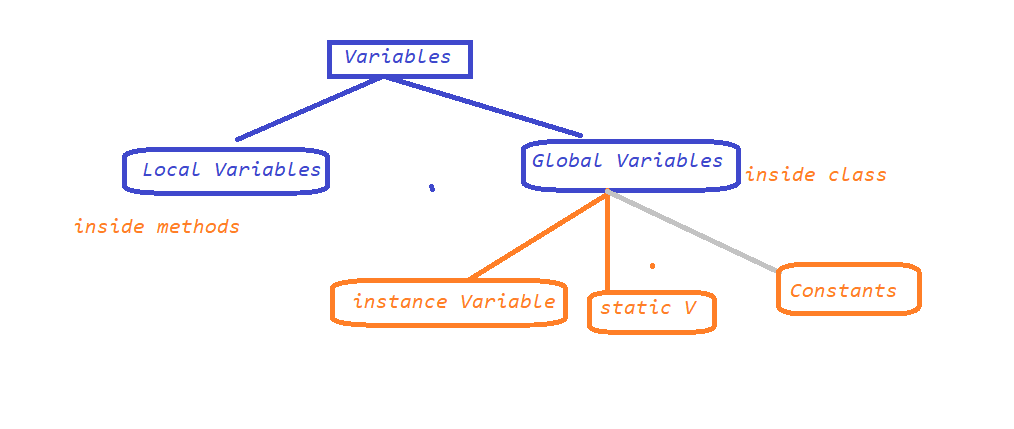 Variables
Local Variables
Global Variables
inside class
inside methods
instance Variable
static V
Constants